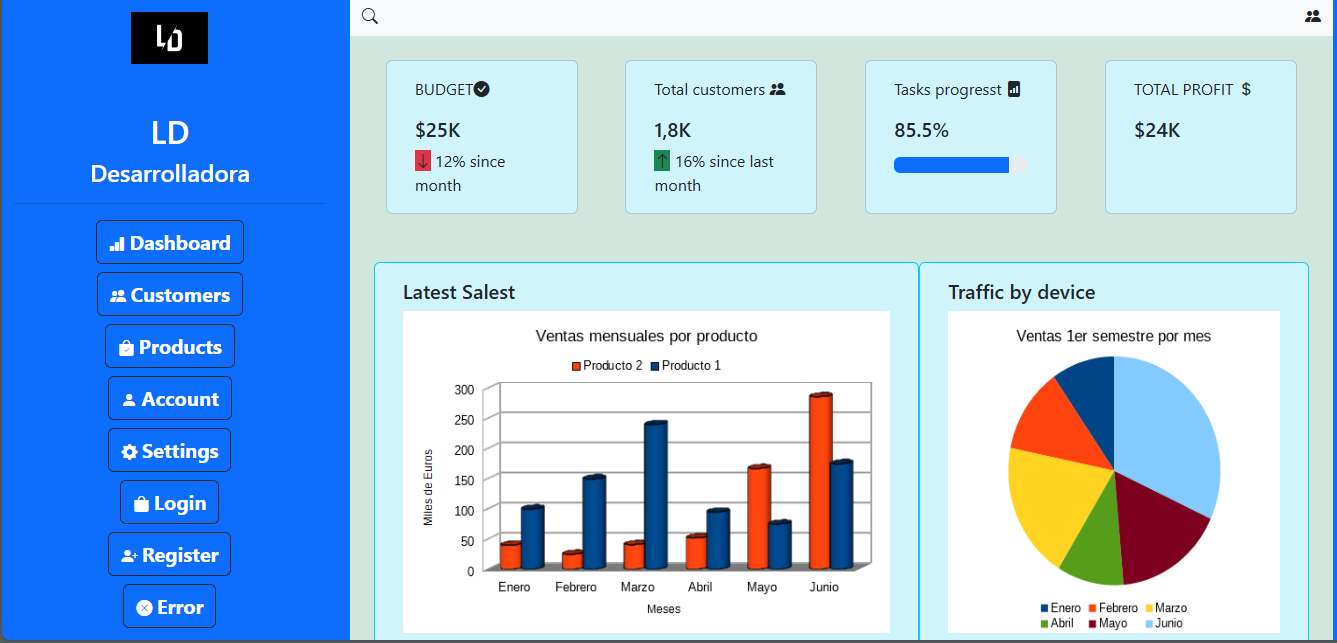 LD
LD
Desarrolladora
Dashboard
Customers
Products
Account
Settings
Login
Register
Error
BUDGET
$25K
12% since
month
Total customers
1,8K
16% since last
month
Tasks progresst
85.5%
TOTAL PROFIT $
$24K
Latest Salest
Ventas mensuales por producto
Producto 2 Producto 1
300
250
200
150
100
50
0
Miles de Euros
Enero Febrero Marzo Abril Mayo Junio
Meses
Traffic by device
Ventas 1er semestre por mes
Enero Febrero Marzo
Abril Mayo Junio